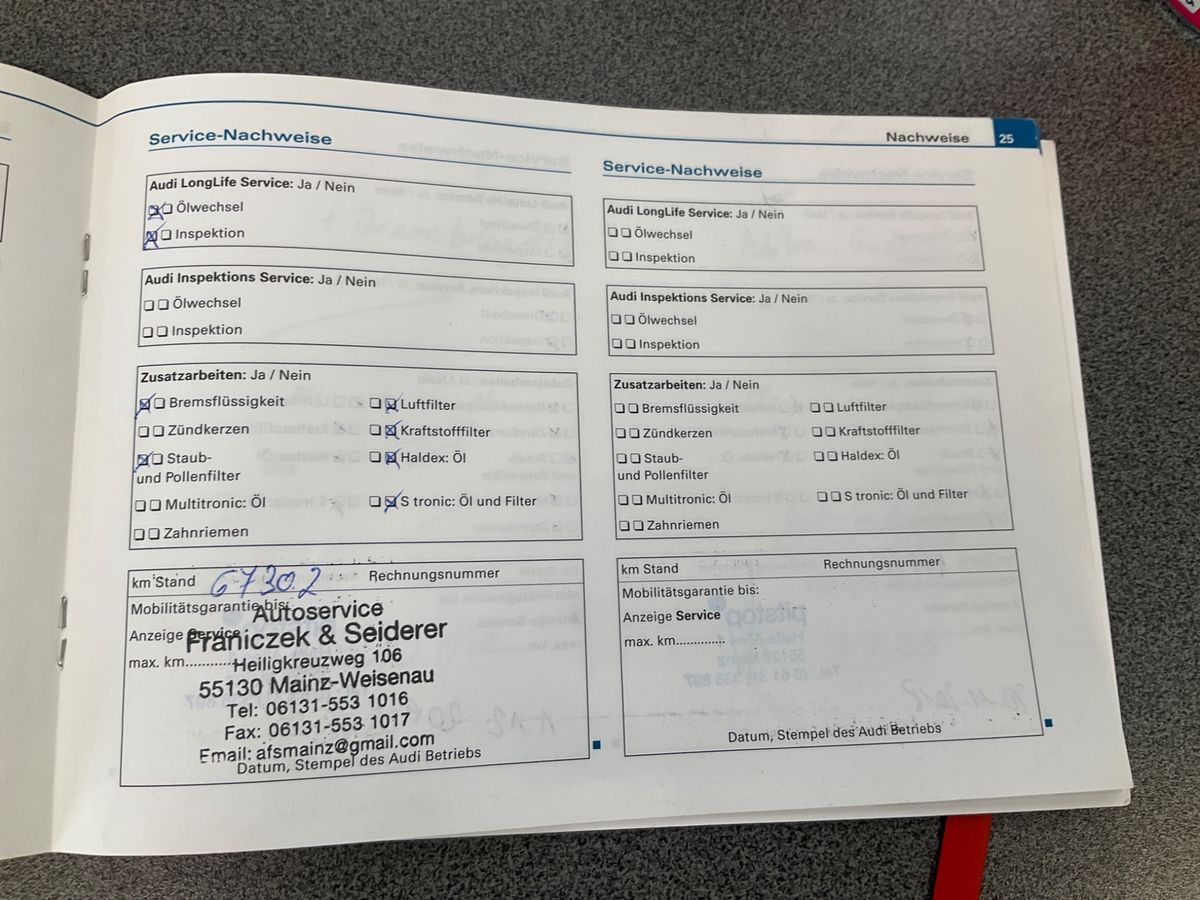 Nachweise 25
Service-Nachweise
Audi LongLife Service: Ja / Nein
Ölwechsel
Inspektion
Audi Inspektions Service: Ja / Nein
Ölwechsel
Inspektion
Zusatzarbeiten: Ja / Nein
Bremsflüssigkeit
Luftfilter
Zündkerzen
Kraftstofffilter
Staub-
und Pollenfilter
Haldex: Öl
Multitronic: Öl
S tronic: Öl und Filter
Zahnriemen
km Stand 67302 Rechnungsnummer
Mobilitätsgarantie bis:
Anzeige Service
max. km...........
Autoservice
Franiczek & Seiderer
Heiligkreuzweg 106
55130 Mainz-Weisenau
Tel: 06131-553 1016
Fax: 06131-553 1017
Email: afsmainz@gmail.com
Datum, Stempel des Audi Betriebs
Service-Nachweise
Audi LongLife Service: Ja / Nein
Ölwechsel
Inspektion
Audi Inspektions Service: Ja / Nein
Ölwechsel
Inspektion
Zusatzarbeiten: Ja / Nein
Bremsflüssigkeit
Luftfilter
Zündkerzen
Kraftstofffilter
Staub-
und Pollenfilter
Haldex: Öl
Multitronic: Öl
S tronic: Öl und Filter
Zahnriemen
km Stand Rechnungsnummer
Mobilitätsgarantie bis:
Anzeige Service
max. km.............
Datum, Stempel des Audi Betriebs